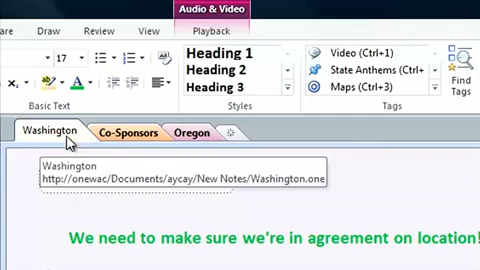 Audio & Video
are
Draw
View
Playback
17
Heading 1
Heading 2
Heading 3
Video (Ctrl+1)
State Anthems (Ctrl+2)
Maps (Ctrl+3)
Find
Tags
Basic Text
Styles
Tags
Washington
Co-Sponsors
Oregon
Washington
http://onewac/Documents/aycay/New Notes/Washington.one
We need to make sure we're in agreement on location!